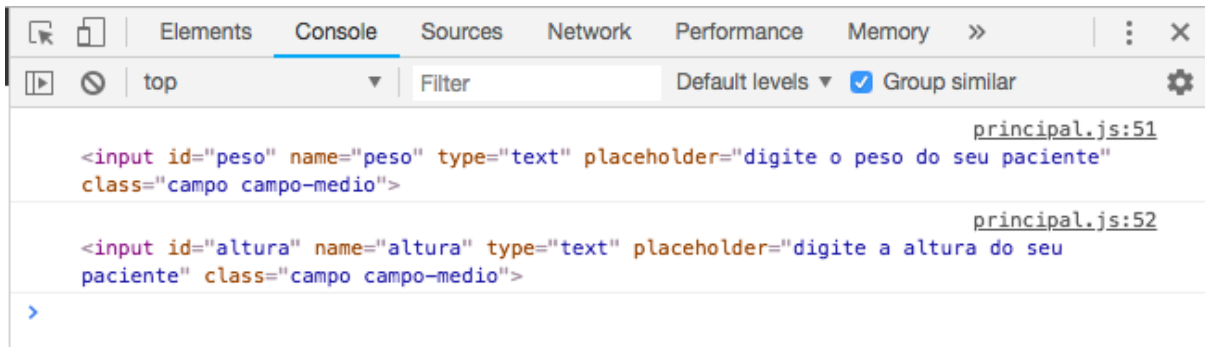 Elements Console Sources Network Performance Memory »
top Filter Default levels Group similar
principal.js:51
<input id="peso" name="peso" type="text" placeholder="digite o peso do seu paciente"
class="campo campo-medio">
principal.js:52
<input id="altura" name="altura" type="text" placeholder="digite a altura do seu
paciente" class="campo campo-medio">
>